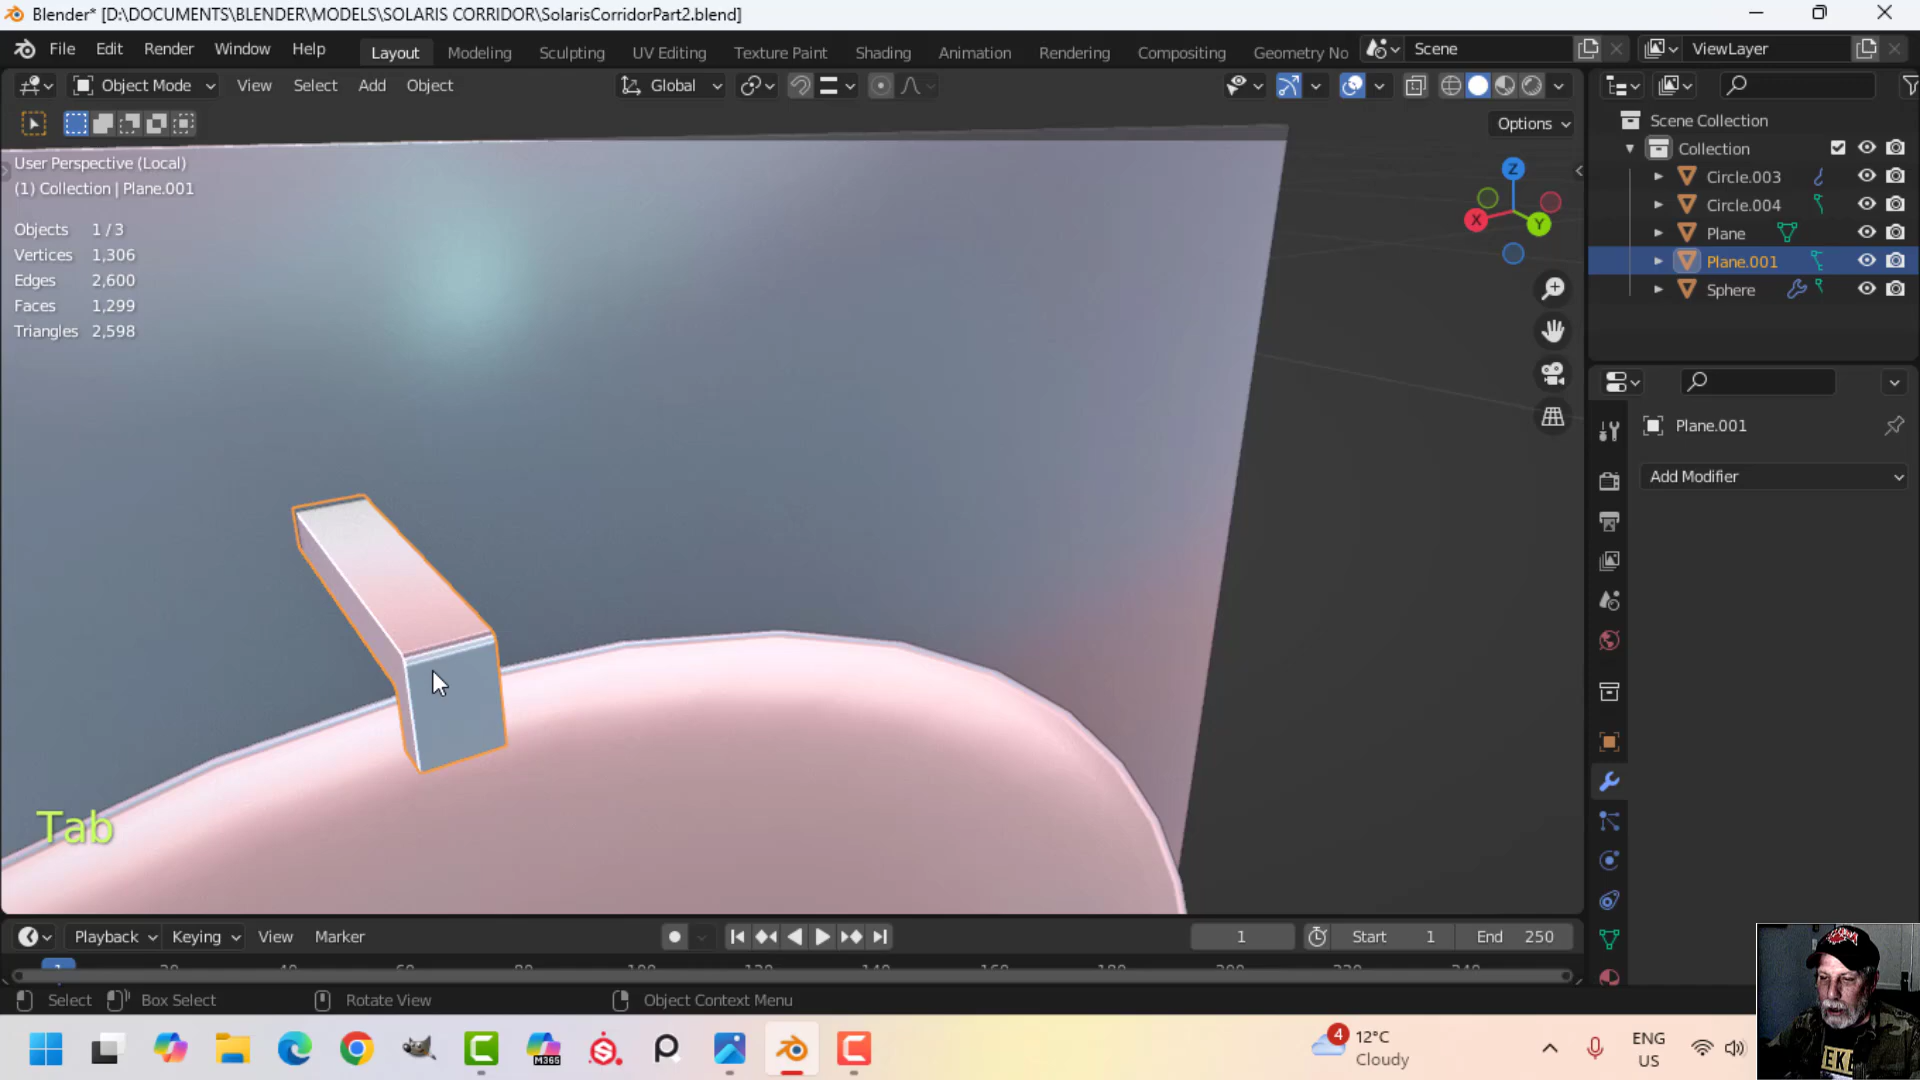 Blender* [D:\DOCUMENTS\BLENDER\MODELS\SOLARIS CORRIDOR\SolarisCorridorPart2.blend]
File Edit Render Window Help Layout Modeling Sculpting UV Editing Texture Paint Shading Animation Rendering Compositing Geometry No Scene ViewLayer
Object Mode View Select Add Object Global
Options
User Perspective (Local)
(1) Collection | Plane.001
Objects 1 / 3
Vertices 1,306
Edges 2,600
Faces 1,299
Triangles 2,598
Z
X
Y
Scene Collection
Collection
Circle.003
Circle.004
Plane
Plane.001
Sphere
Plane.001
Add Modifier
Tab
Playback Keying View Marker 1 Start 1 End 250
Select Box Select Rotate View Object Context Menu
M365
4
12°C
Cloudy
ENG
US